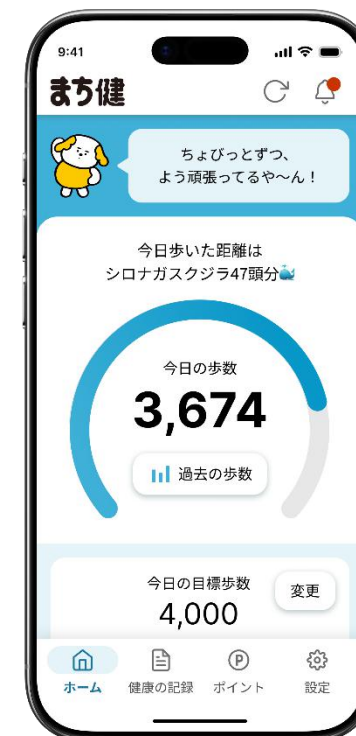 9:41
まち健
ちょびっとずつ、
よう頑張ってるや〜ん！
今日歩いた距離は
シロナガスクジラ47頭分🐳
今日の歩数
3,674
過去の歩数
今日の目標歩数
変更
4,000
ホーム 健康の記録 ポイント 設定